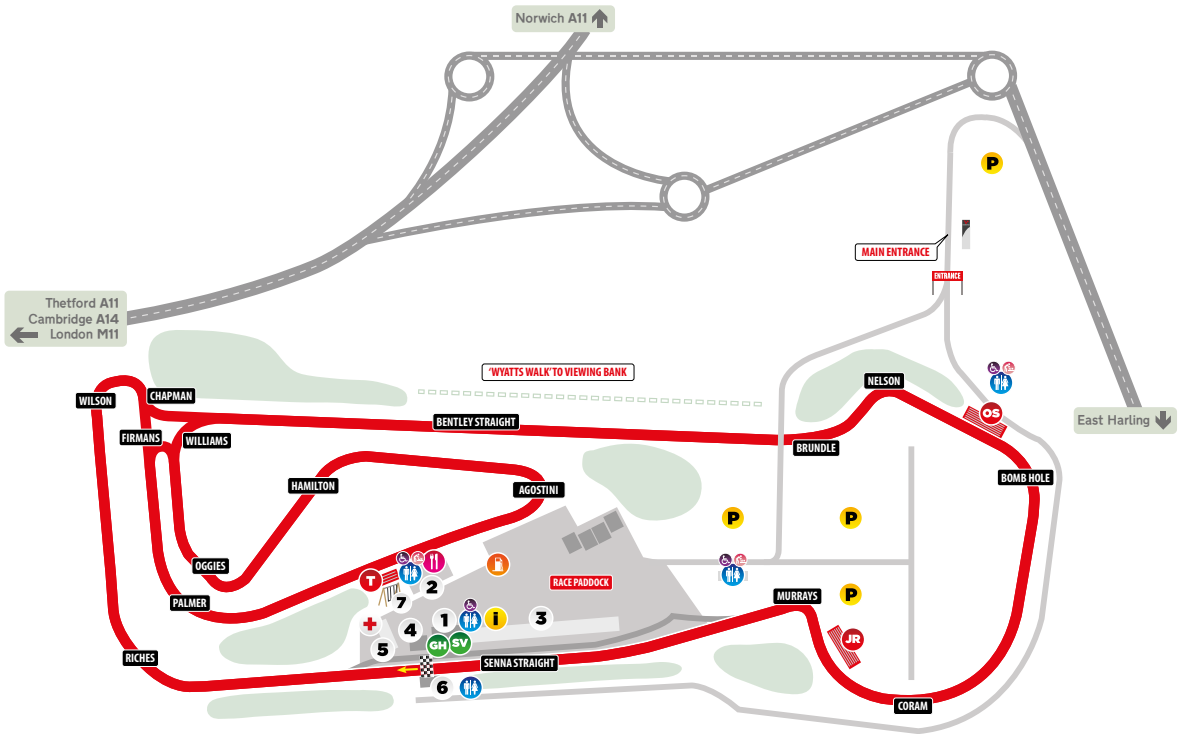 Norwich A11
P
MAIN ENTRANCE
ENTRANCE
Thetford A11
Cambridge A14
London M11
'WYATTS WALK' TO VIEWING BANK
NELSON
WILSON
CHAPMAN
OS
East Harling
BENTLEY STRAIGHT
FIRMANS
WILLIAMS
BRUNDLE
BOMB HOLE
HAMILTON
AGOSTINI
P
P
OGGIES
T
RACE PADDOCK
2
7
PALMER
MURRAYS
P
1
i
3
4
JR
GH
SV
5
RICHES
SENNA STRAIGHT
6
CORAM